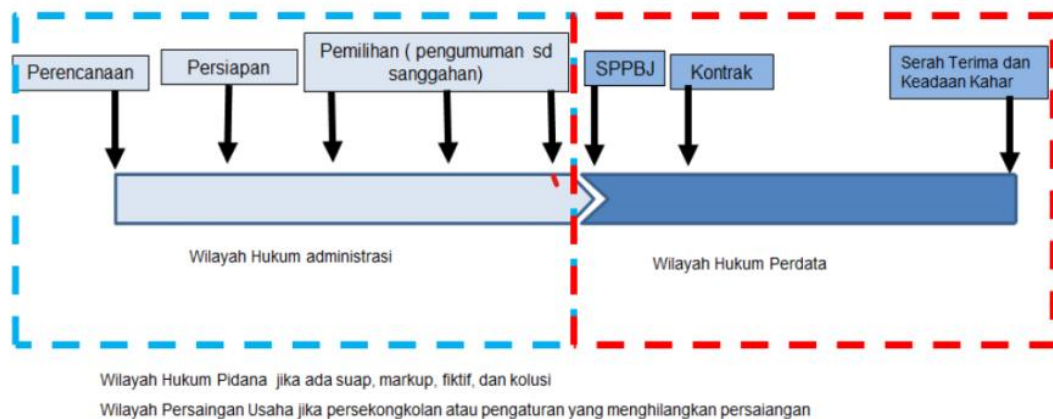 Perencanaan
Persiapan
Pemilihan ( pengumuman sd
sanggahan)
SPPBJ
Kontrak
Serah Terima dan
Keadaan Kahar
Wilayah Hukum administrasi
Wilayah Hukum Perdata
Wilayah Hukum Pidana jika ada suap, markup, fiktif, dan kolusi
Wilayah Persaingan Usaha jika persekongkolan atau pengaturan yang menghilangkan persaiangan